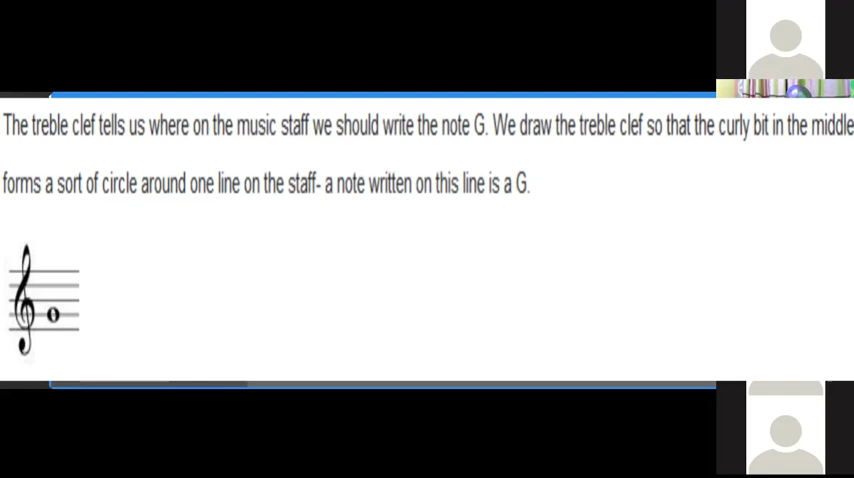 The treble clef tells us where on the music staff we should write the note G. We draw the treble clef so that the curly bit in the middle
forms a sort of circle around one line on the staff- a note written on this line is a G.